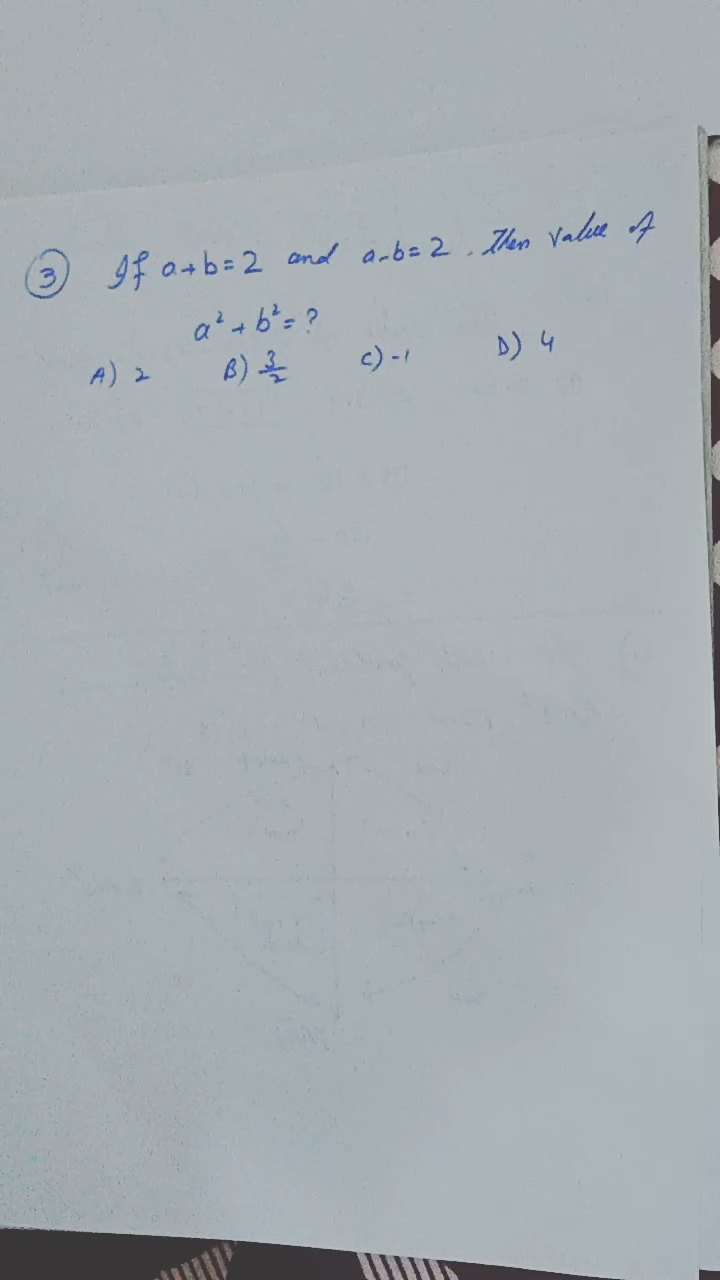 ③ If a+b=2 and a-b=2. Then value of
a² + b² = ?
A) 2 B) 3/2 C) -1 D) 4